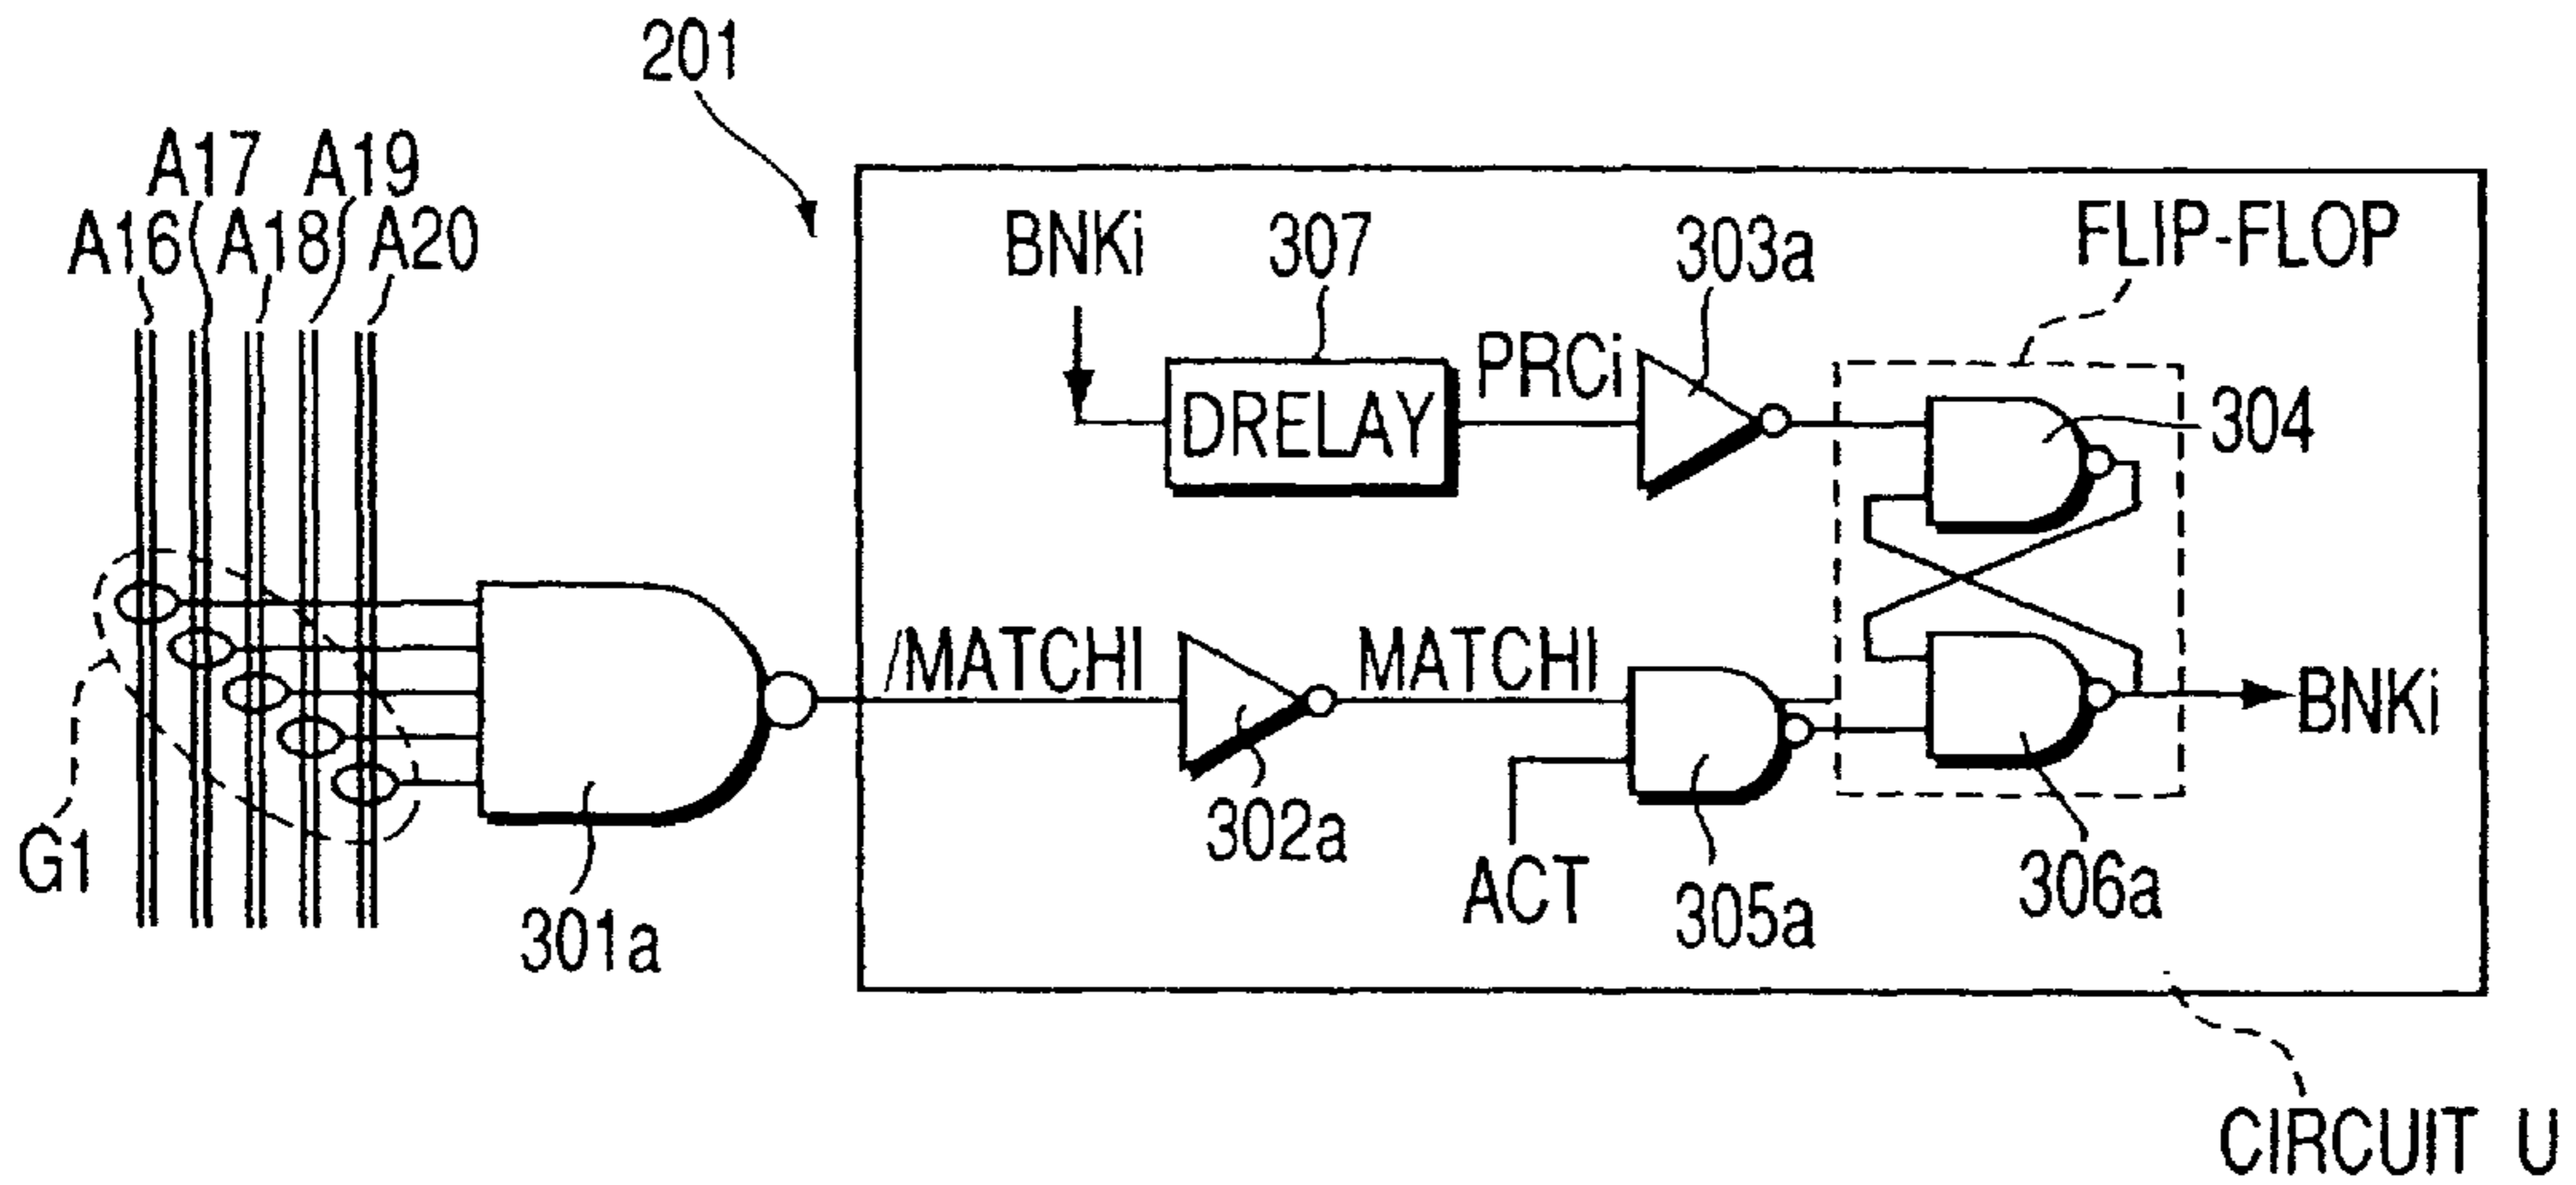 201
A17 A19
A16 A18 A20
BNKi
307
303a
FLIP-FLOP
DRELAY
PRCi
304
/MATCHI
MATCHI
BNKi
302a
ACT
305a
306a
G1
301a
CIRCUIT U